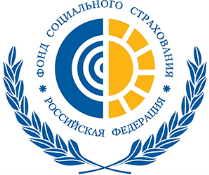 ФОНД СОЦИАЛЬНОГО СТРАХОВАНИЯ
РОССИЙСКАЯ ФЕДЕРАЦИЯ